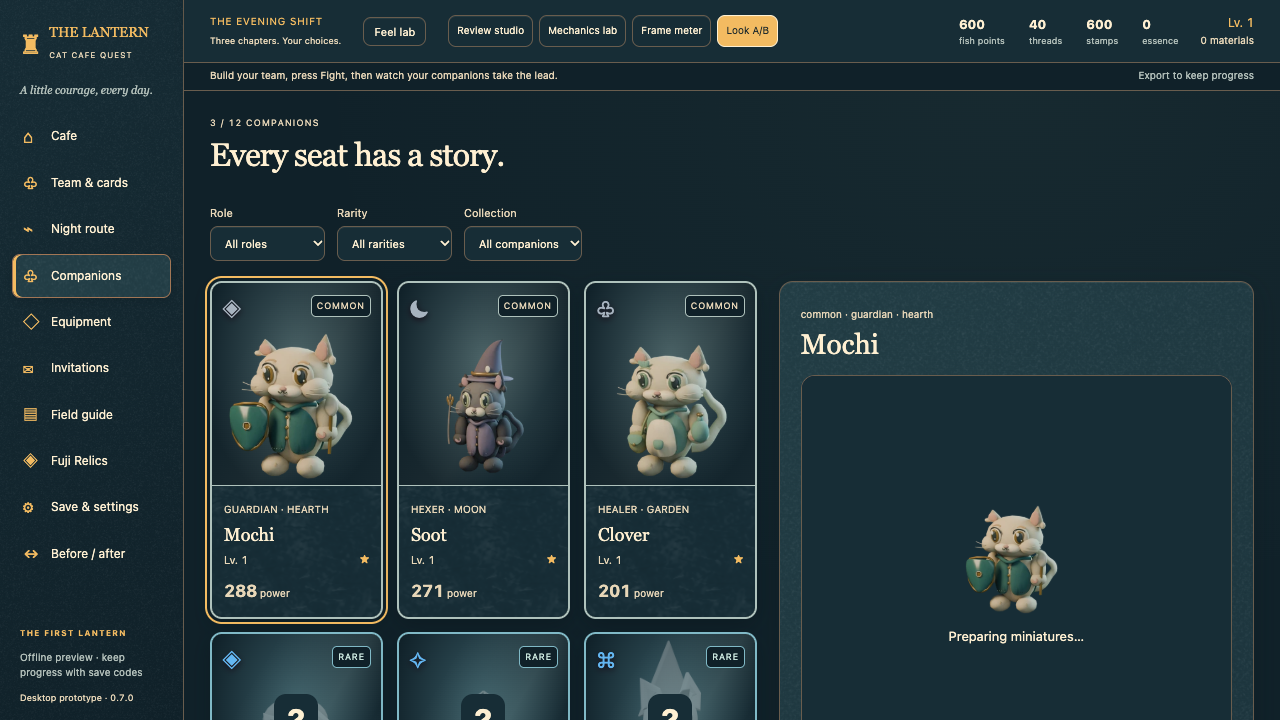 THE LANTERN
CAT CAFE QUEST
A little courage, every day.
Cafe
Team & cards
Night route
Companions
Equipment
Invitations
Field guide
Fuji Relics
Save & settings
Before / after
THE FIRST LANTERN
Offline preview · keep
progress with save codes
Desktop prototype · 0.7.0
THE EVENING SHIFT
Three chapters. Your choices.
Feel lab
Review studio
Mechanics lab
Frame meter
Look A/B
600
fish points
40
threads
600
stamps
0
essence
Lv. 1
0 materials
Build your team, press Fight, then watch your companions take the lead.
Export to keep progress
3 / 12 COMPANIONS
Every seat has a story.
Role
Rarity
Collection
All roles
All rarities
All companions
COMMON
GUARDIAN · HEARTH
Mochi
Lv. 1
288 power
COMMON
HEXER · MOON
Soot
Lv. 1
271 power
COMMON
HEALER · GARDEN
Clover
Lv. 1
201 power
RARE
?
RARE
?
RARE
?
common · guardian · hearth
Mochi
Preparing miniatures...